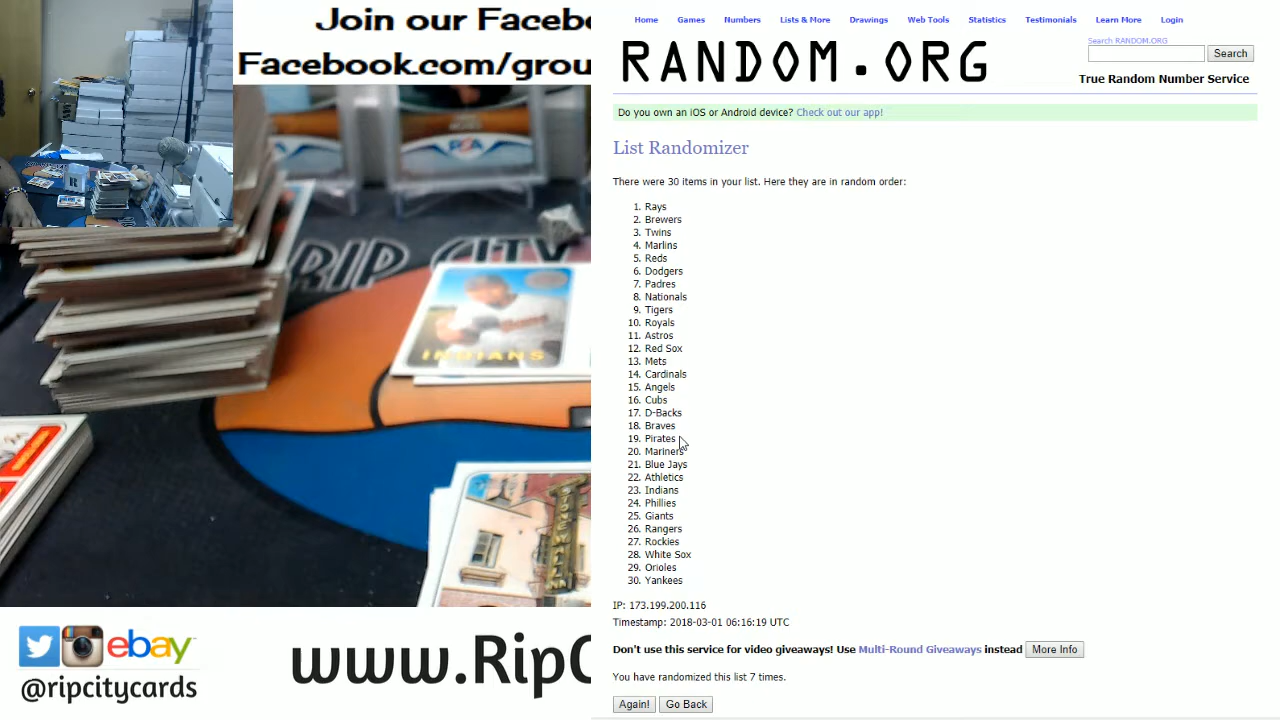 Join our Facebo
Facebook.com/grou
PSA
RIP CITY
INDIANS
ebay
@ripcitycards
www.RipC
Home Games Numbers Lists & More Drawings Web Tools Statistics Testimonials Learn More Login
RANDOM.ORG
Search RANDOM.ORG
Search
True Random Number Service
Do you own an iOS or Android device? Check out our app!
List Randomizer
There were 30 items in your list. Here they are in random order:
1. Rays
2. Brewers
3. Twins
4. Marlins
5. Reds
6. Dodgers
7. Padres
8. Nationals
9. Tigers
10. Royals
11. Astros
12. Red Sox
13. Mets
14. Cardinals
15. Angels
16. Cubs
17. D-Backs
18. Braves
19. Pirates
20. Mariners
21. Blue Jays
22. Athletics
23. Indians
24. Phillies
25. Giants
26. Rangers
27. Rockies
28. White Sox
29. Orioles
30. Yankees
IP: 173.199.200.116
Timestamp: 2018-03-01 06:16:19 UTC
Don't use this service for video giveaways! Use Multi-Round Giveaways instead More Info
You have randomized this list 7 times.
Again! Go Back